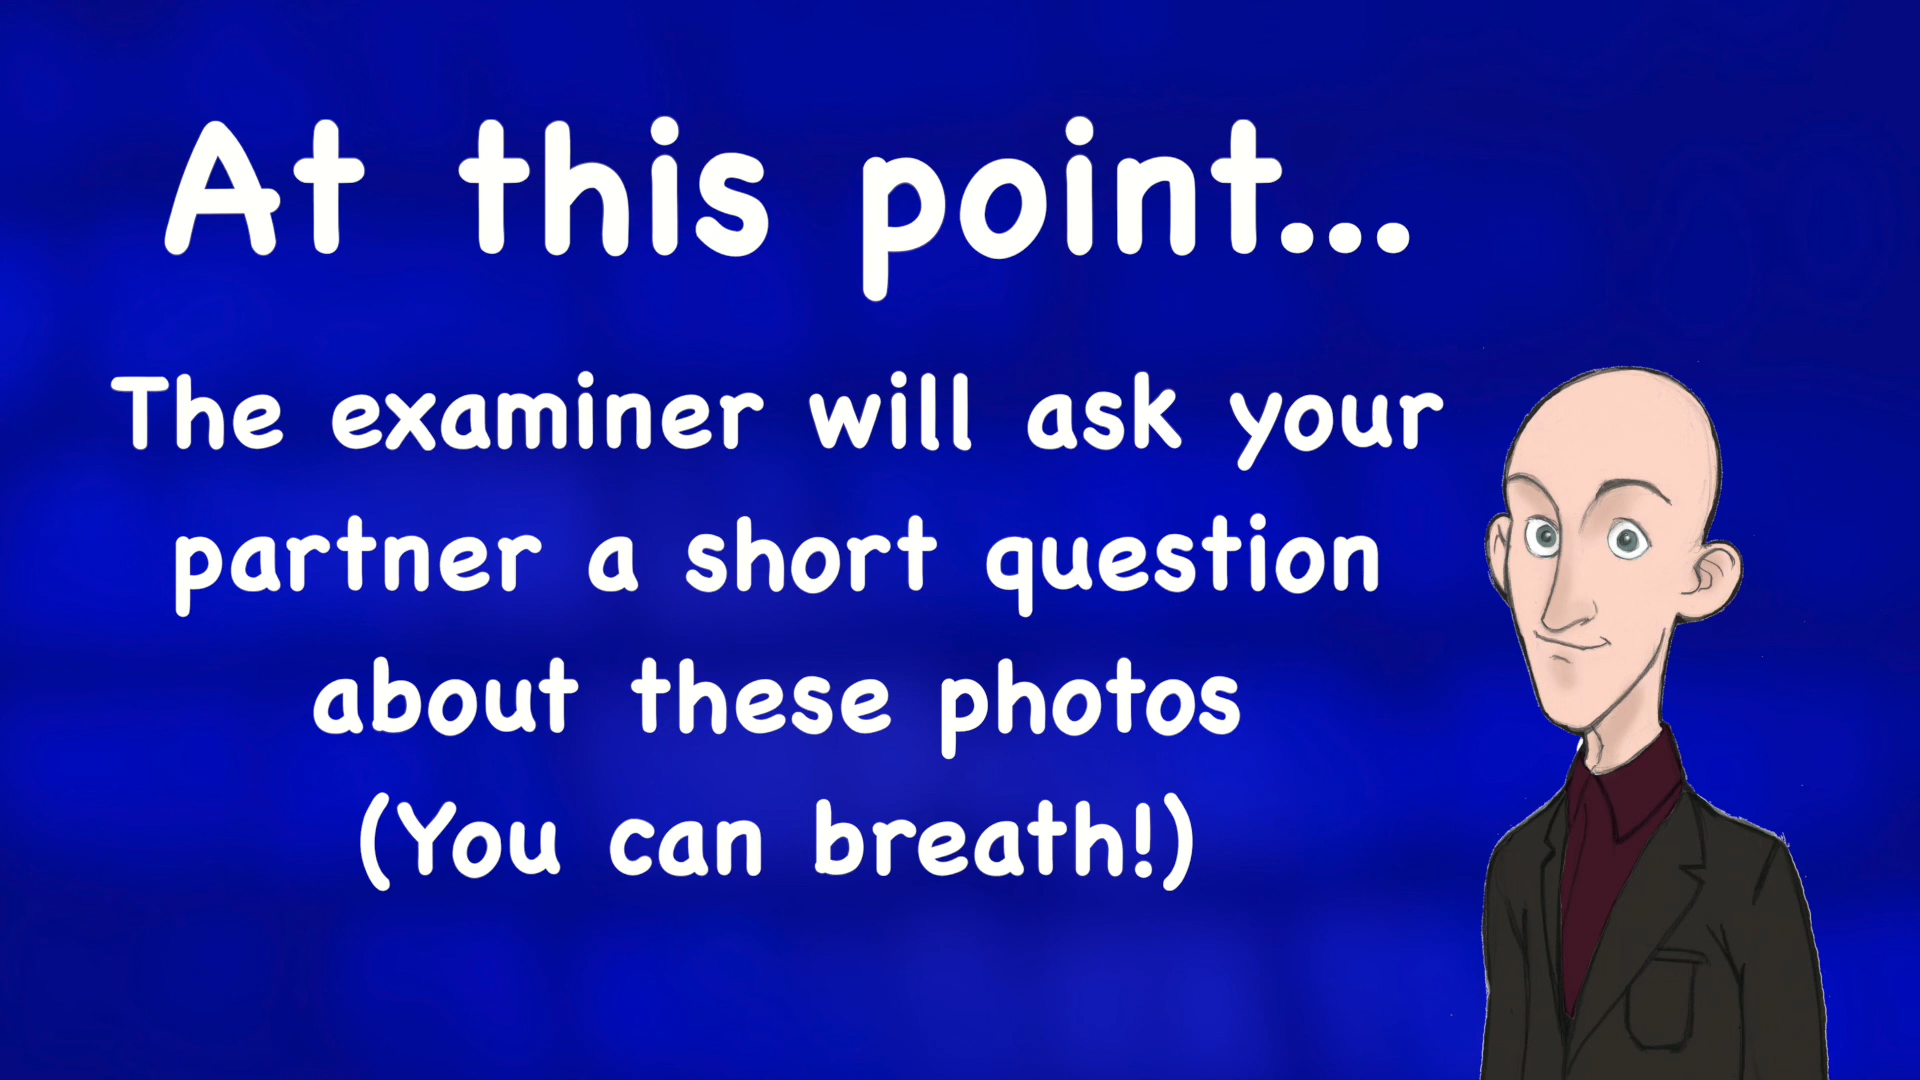 At this point...
The examiner will ask your
partner a short question
about these photos
(You can breath!)